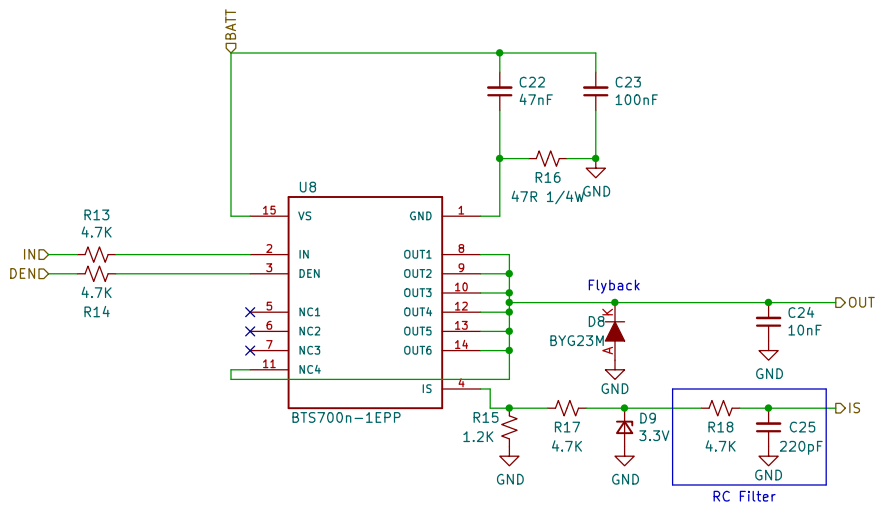 BATT
C22
47nF
C23
100nF
R16
47R 1/4W
GND
U8
15
VS
GND
1
R13
4.7K
IN
2
IN
OUT1
8
DEN
3
DEN
OUT2
9
4.7K
R14
OUT3
10
5
NC1
OUT4
12
6
NC2
OUT5
13
7
NC3
OUT6
14
11
NC4
IS
4
BTS700n-1EPP
Flyback
D8
BYG23M
K
A
GND
OUT
C24
10nF
GND
R15
1.2K
GND
R17
4.7K
D9
3.3V
GND
R18
4.7K
C25
220pF
GND
IS
RC Filter